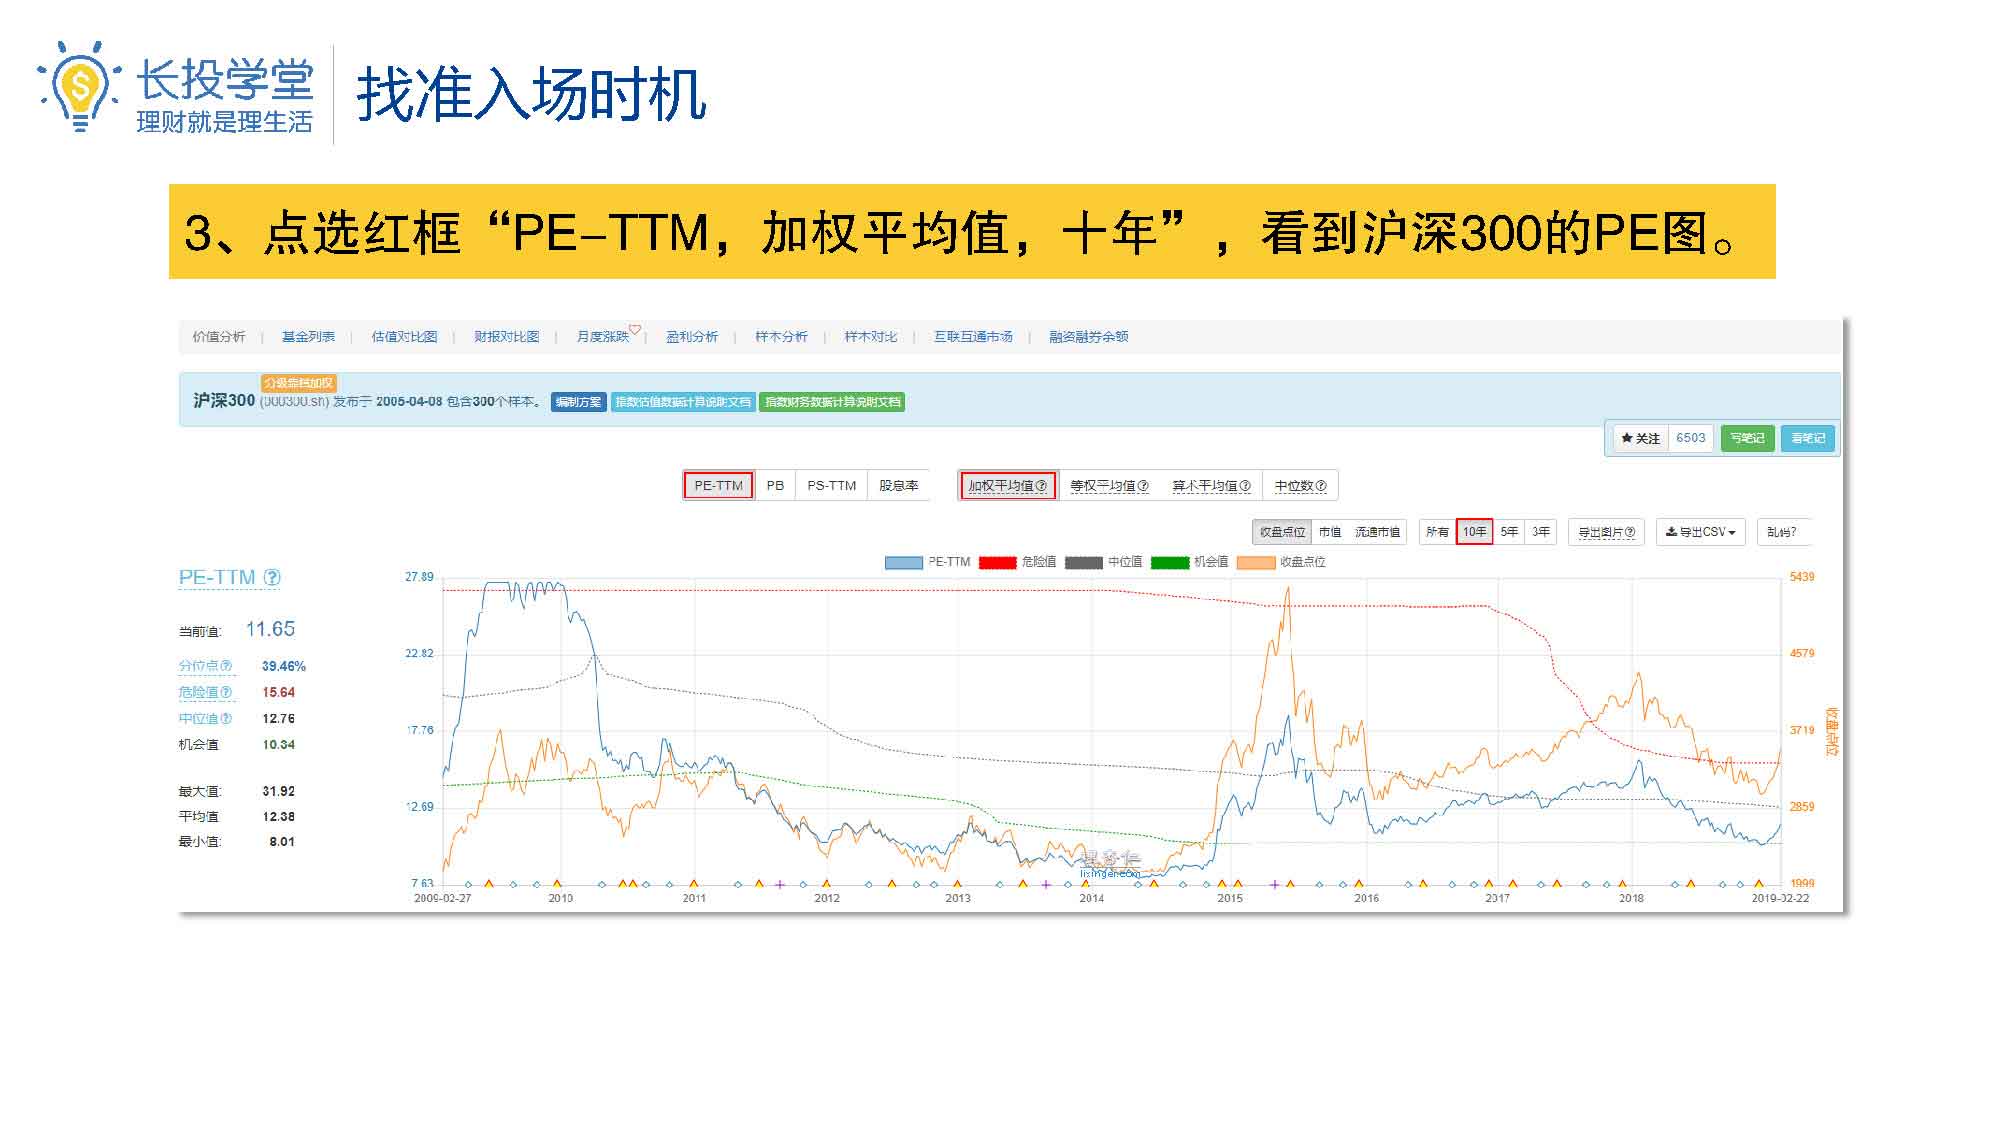 长投学堂
理财就是理生活
找准入场时机
3、点选红框“PE-TTM，加权平均值，十年”，看到沪深300的PE图。
价值分析 | 基金列表 | 估值对比图 | 财报对比图 | 月度涨跌 | 盈利分析 | 样本分析 | 样本对比 | 互联互通市场 | 融资融券余额
分级靠档加权
沪深300 (000300.sh) 发布于 2005-04-08 包含300个样本。 编制方案 指数估值数据计算说明文档 指数财务数据计算说明文档
关注 6503 写笔记 看笔记
PE-TTM PB PS-TTM 股息率 加权平均值 等权平均值 算术平均值 中位数
收盘点位 市值 流通市值 所有 10年 5年 3年 导出图片 导出CSV 乱码?
PE-TTM 危险值 中位值 机会值 收盘点位
PE-TTM
当前值: 11.65
分位点 39.46%
危险值 15.64
中位值 12.76
机会值 10.34
最大值: 31.92
平均值 12.38
最小值: 8.01
27.89
22.82
17.76
12.69
7.63
5439
4579
3719
2859
1999
收盘点位
理杏仁
lixinger.com
2009-02-27 2010 2011 2012 2013 2014 2015 2016 2017 2018 2019-02-22